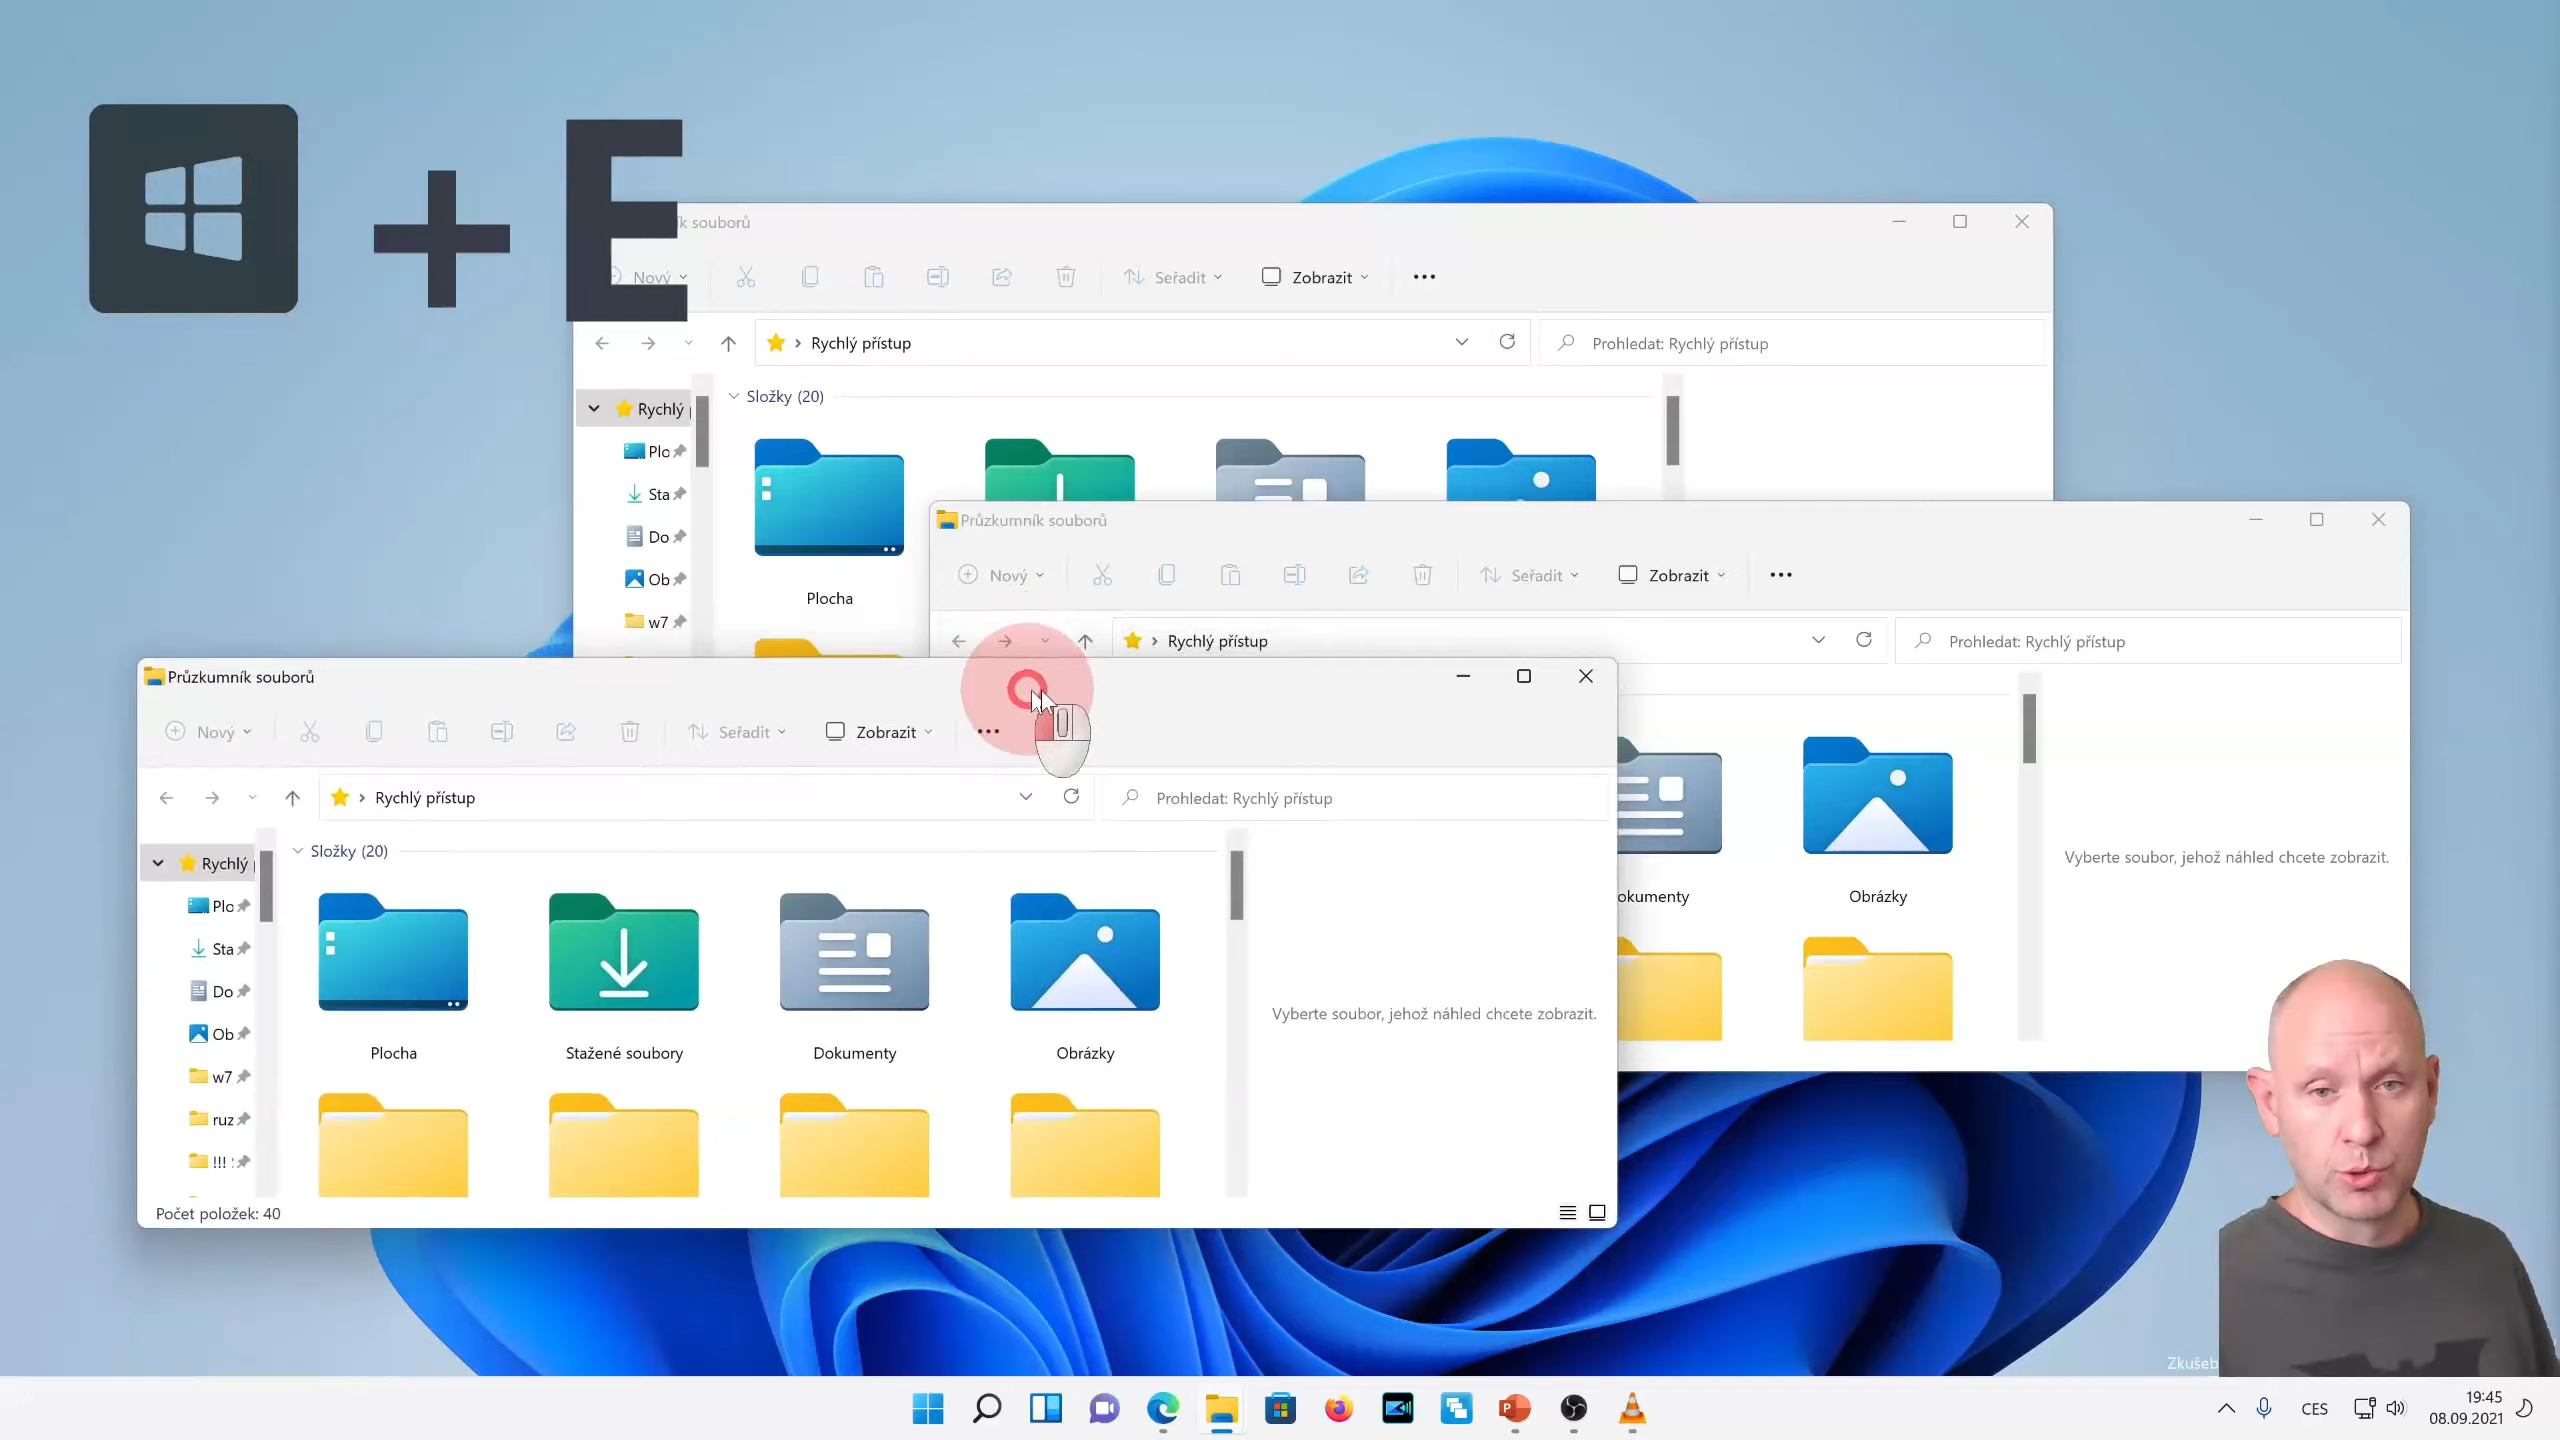 + E
ík souborů
Nový
Seřadit
Zobrazit
Rychlý přístup
Prohledat: Rychlý přístup
Rychlý
Složky (20)
Plo
Sta
Do
Ob
w7
Plocha
Průzkumník souborů
Nový
Seřadit
Zobrazit
Rychlý přístup
Prohledat: Rychlý přístup
okumenty
Obrázky
Vyberte soubor, jehož náhled chcete zobrazit.
Průzkumník souborů
Nový
Seřadit
Zobrazit
Rychlý přístup
Prohledat: Rychlý přístup
Rychlý
Složky (20)
Plo
Sta
Do
Ob
w7
ruz
!!!
Plocha
Stažené soubory
Dokumenty
Obrázky
Vyberte soubor, jehož náhled chcete zobrazit.
Počet položek: 40
Zkušeb
CES
19:45
08.09.2021